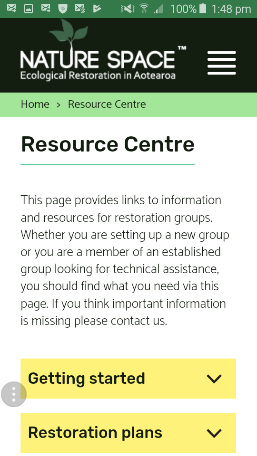 100% 1:48 pm
NATURE SPACE™
Ecological Restoration in Aotearoa
Home > Resource Centre
Resource Centre
This page provides links to information
and resources for restoration groups.
Whether you are setting up a new group
or you are a member of an established
group looking for technical assistance,
you should find what you need via this
page. If you think important information
is missing please contact us.
Getting started
Restoration plans